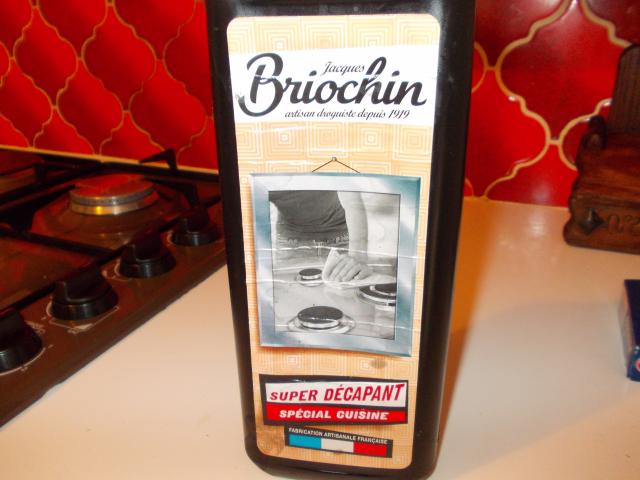 Jacques
Briochin
artisan droguiste depuis 1919
SUPER DÉCAPANT
SPÉCIAL CUISINE
FABRICATION ARTISANALE FRANÇAISE